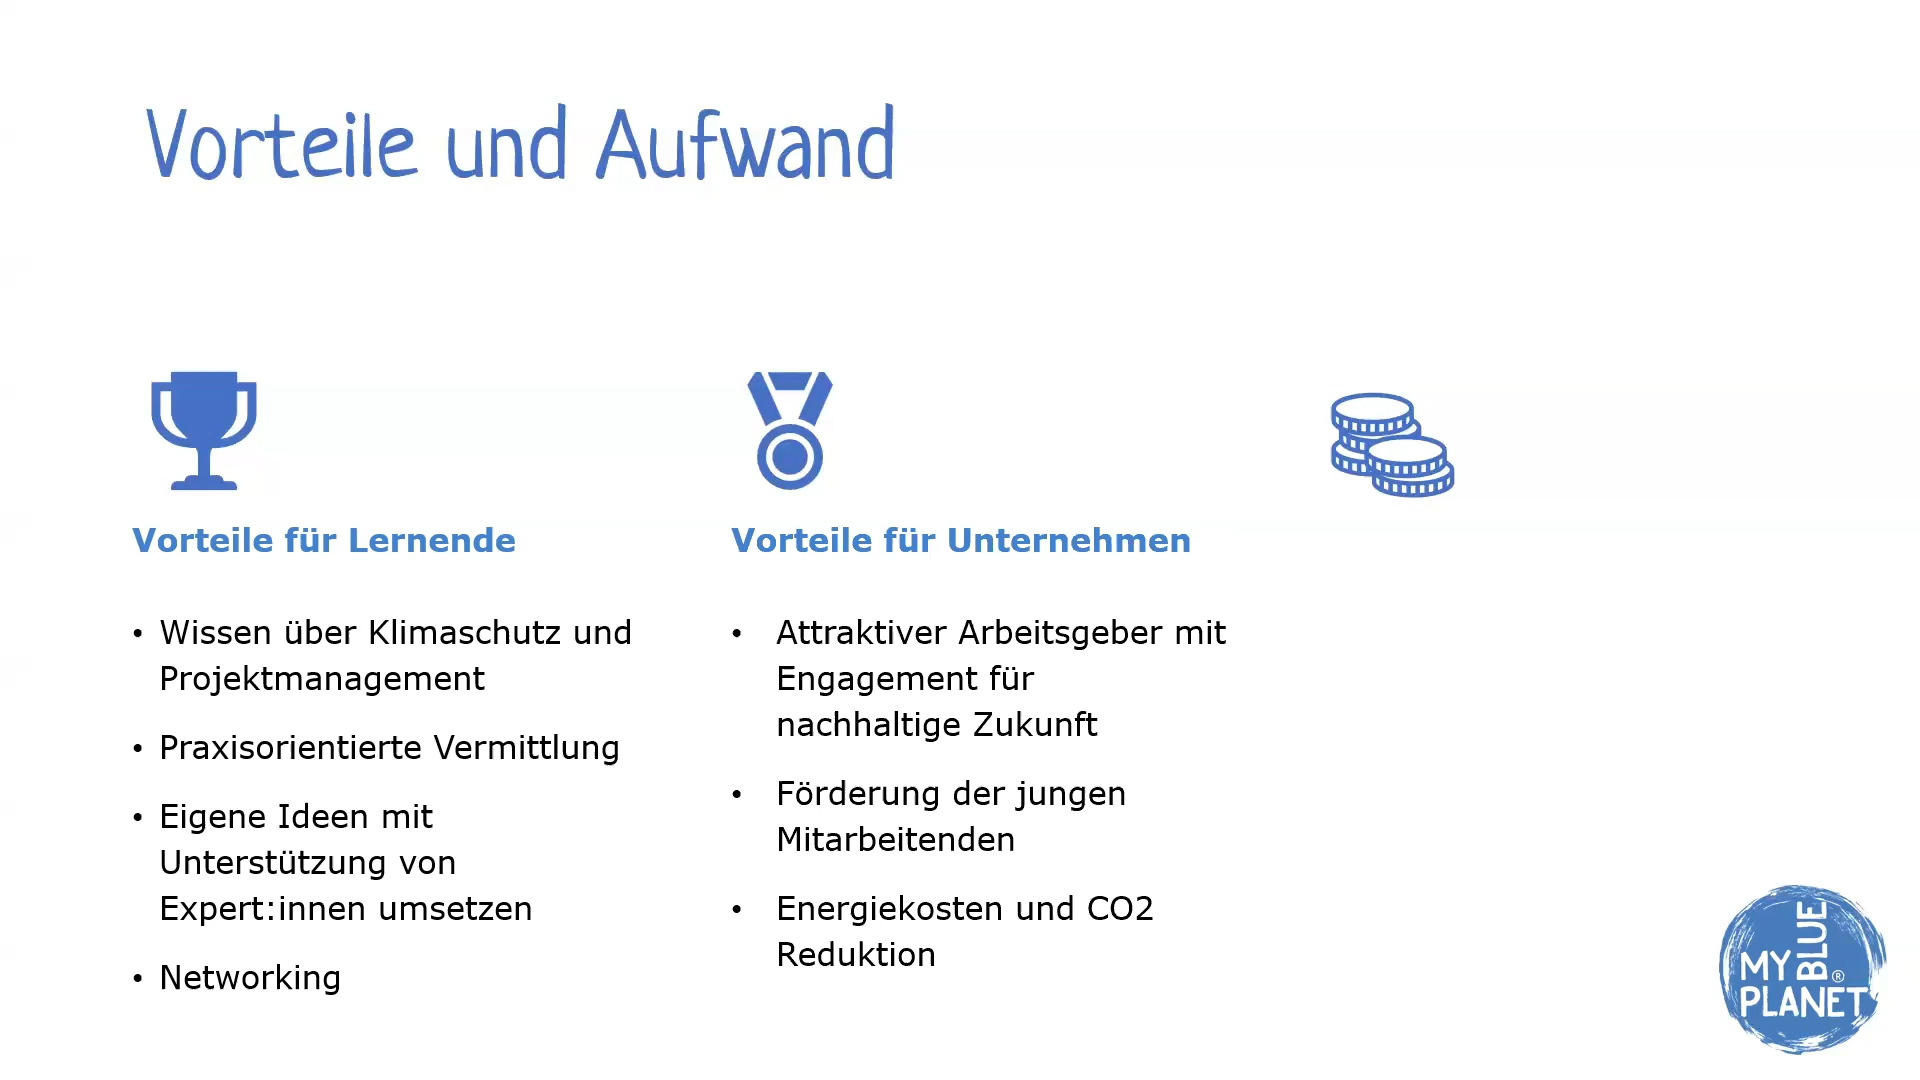 Vorteile und Aufwand
Vorteile für Lernende
• Wissen über Klimaschutz und
Projektmanagement
• Praxisorientierte Vermittlung
• Eigene Ideen mit
Unterstützung von
Expert:innen umsetzen
• Networking
Vorteile für Unternehmen
• Attraktiver Arbeitsgeber mit
Engagement für
nachhaltige Zukunft
• Förderung der jungen
Mitarbeitenden
• Energiekosten und CO2
Reduktion
MY BLUE®
PLANET